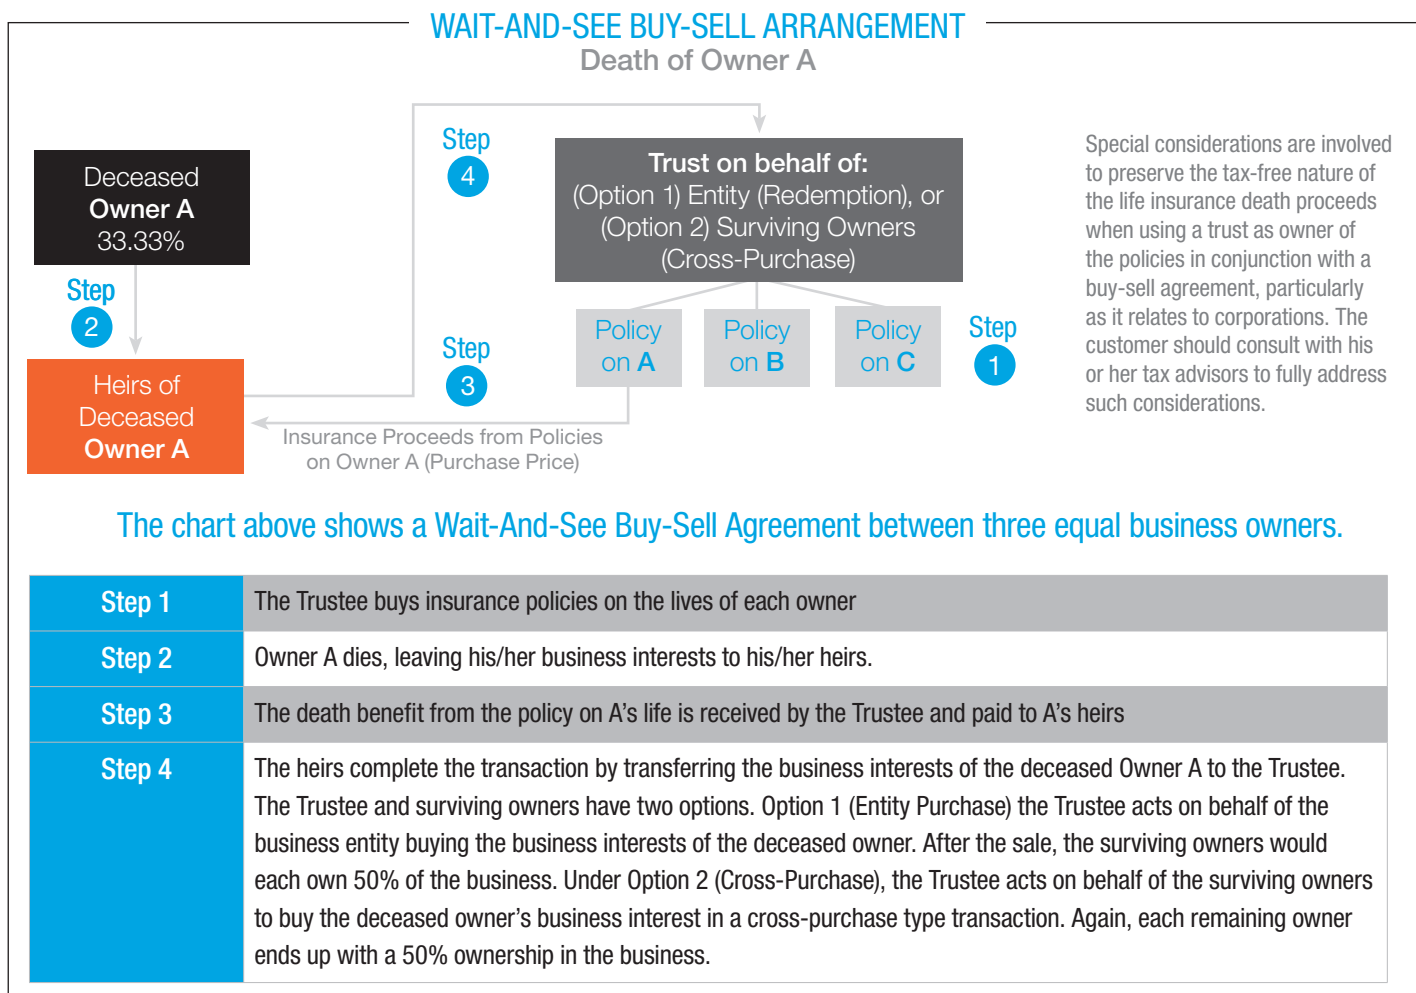 WAIT-AND-SEE BUY-SELL ARRANGEMENT
Death of Owner A
Deceased
Owner A
33.33%
Step
2
Heirs of
Deceased
Owner A
Step
4
Step
3
Trust on behalf of:
(Option 1) Entity (Redemption), or
(Option 2) Surviving Owners
(Cross-Purchase)
Policy
on A
Policy
on B
Policy
on C
Step
1
Insurance Proceeds from Policies
on Owner A (Purchase Price)
Special considerations are involved
to preserve the tax-free nature of
the life insurance death proceeds
when using a trust as owner of
the policies in conjunction with a
buy-sell agreement, particularly
as it relates to corporations. The
customer should consult with his
or her tax advisors to fully address
such considerations.
The chart above shows a Wait-And-See Buy-Sell Agreement between three equal business owners.
Step 1
The Trustee buys insurance policies on the lives of each owner
Step 2
Owner A dies, leaving his/her business interests to his/her heirs.
Step 3
The death benefit from the policy on A’s life is received by the Trustee and paid to A’s heirs
Step 4
The heirs complete the transaction by transferring the business interests of the deceased Owner A to the Trustee.
The Trustee and surviving owners have two options. Option 1 (Entity Purchase) the Trustee acts on behalf of the
business entity buying the business interests of the deceased owner. After the sale, the surviving owners would
each own 50% of the business. Under Option 2 (Cross-Purchase), the Trustee acts on behalf of the surviving owners
to buy the deceased owner’s business interest in a cross-purchase type transaction. Again, each remaining owner
ends up with a 50% ownership in the business.